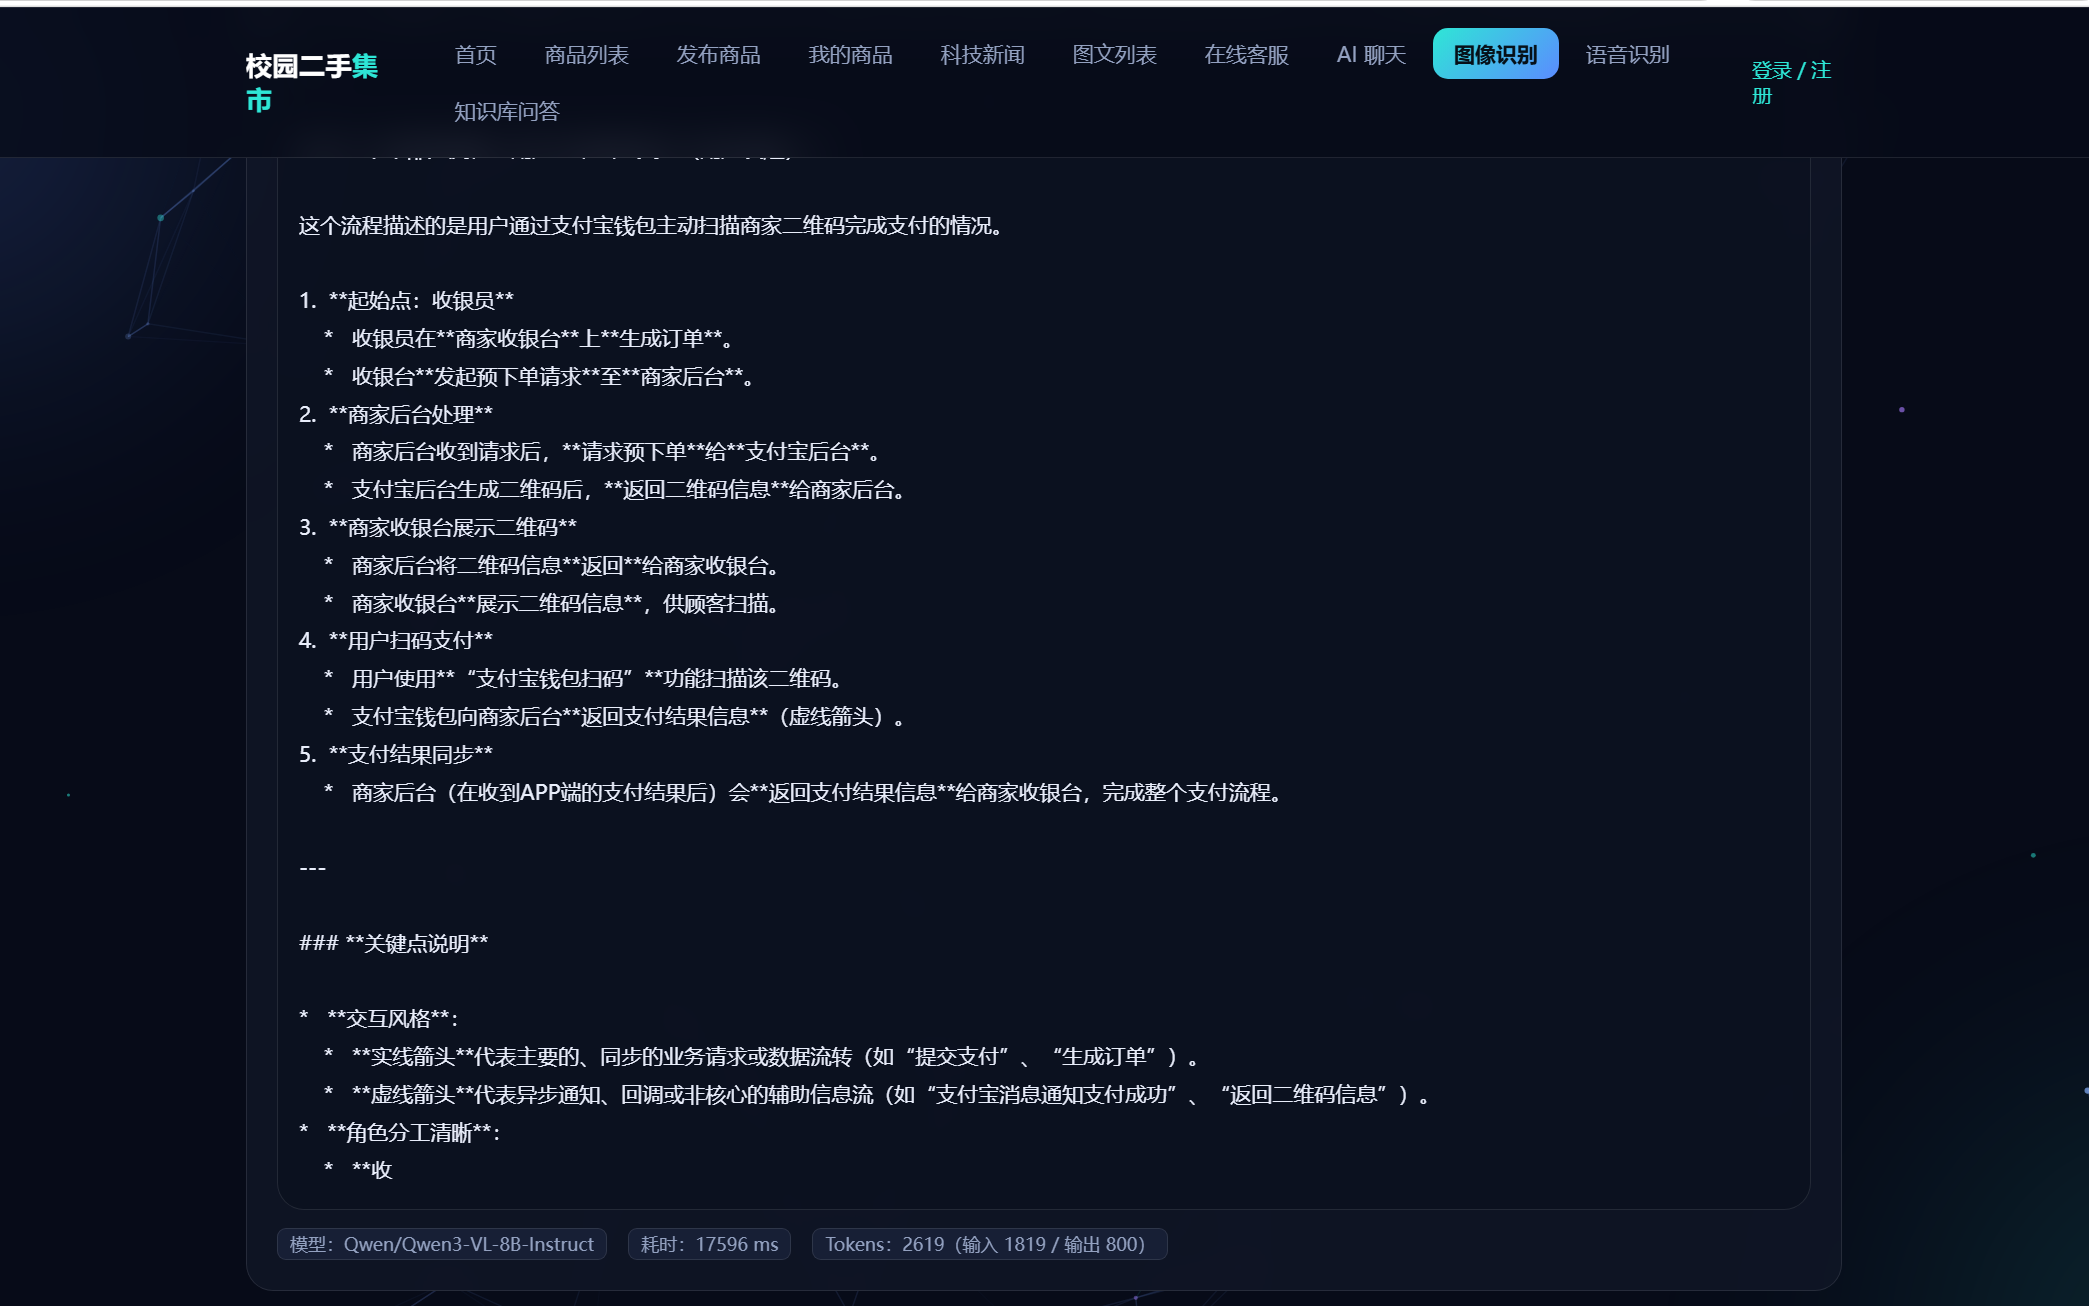 校园二手集
市
首页
商品列表
发布商品
我的商品
科技新闻
图文列表
在线客服
AI 聊天
图像识别
语音识别
知识库问答
登录 / 注
册
这个流程描述的是用户通过支付宝钱包主动扫描商家二维码完成支付的情况。
1. **起始点：收银员**
* 收银员在**商家收银台**上**生成订单**。
* 收银台**发起预下单请求**至**商家后台**。
2. **商家后台处理**
* 商家后台收到请求后，**请求预下单**给**支付宝后台**。
* 支付宝后台生成二维码后，**返回二维码信息**给商家后台。
3. **商家收银台展示二维码**
* 商家后台将二维码信息**返回**给商家收银台。
* 商家收银台**展示二维码信息**，供顾客扫描。
4. **用户扫码支付**
* 用户使用**“支付宝钱包扫码”**功能扫描该二维码。
* 支付宝钱包向商家后台**返回支付结果信息**（虚线箭头）。
5. **支付结果同步**
* 商家后台（在收到APP端的支付结果后）会**返回支付结果信息**给商家收银台，完成整个支付流程。
---
### **关键点说明**
* **交互风格**：
* **实线箭头**代表主要的、同步的业务请求或数据流转（如“提交支付”、“生成订单”）。
* **虚线箭头**代表异步通知、回调或非核心的辅助信息流（如“支付宝消息通知支付成功”、“返回二维码信息”）。
* **角色分工清晰**：
* **收
模型：Qwen/Qwen3-VL-8B-Instruct
耗时：17596 ms
Tokens：2619（输入 1819 / 输出 800）